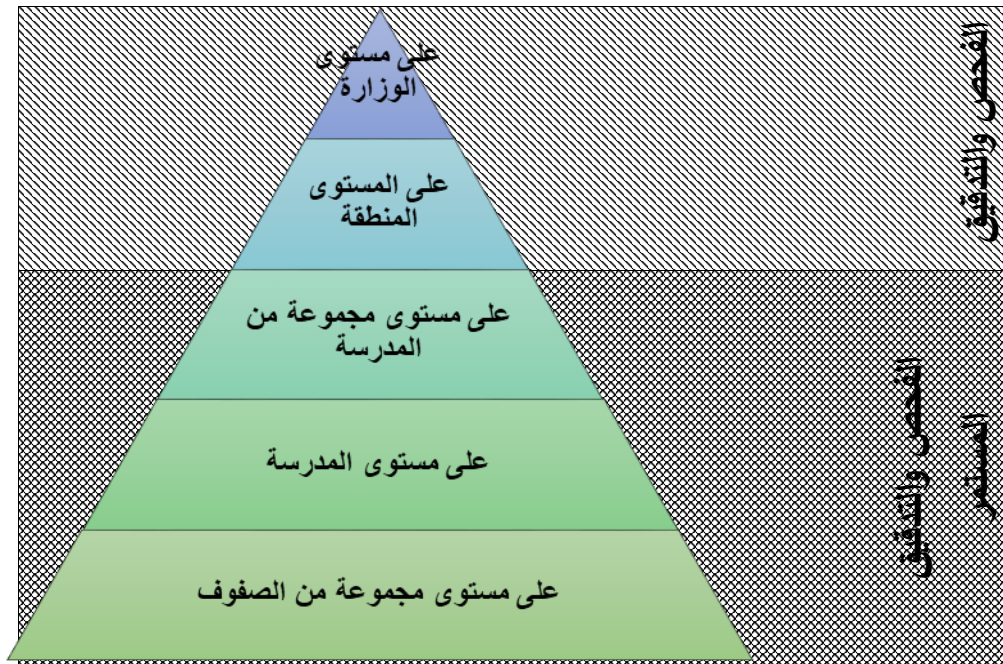 على مستوى
الوزارة
على المستوى
المنطقة
على مستوى مجموعة من
المدرسة
على مستوى المدرسة
على مستوى مجموعة من الصفوف
الفحص والتدقيق
الفحص والتدقيق
المستمر